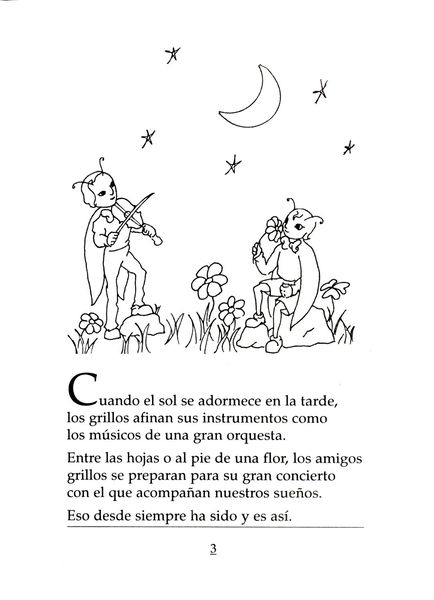 Cuando el sol se adormece en la tarde,
los grillos afinan sus instrumentos como
los músicos de una gran orquesta.
Entre las hojas o al pie de una flor, los amigos
grillos se preparan para su gran concierto
con el que acompañan nuestros sueños.
Eso desde siempre ha sido y es así.
3